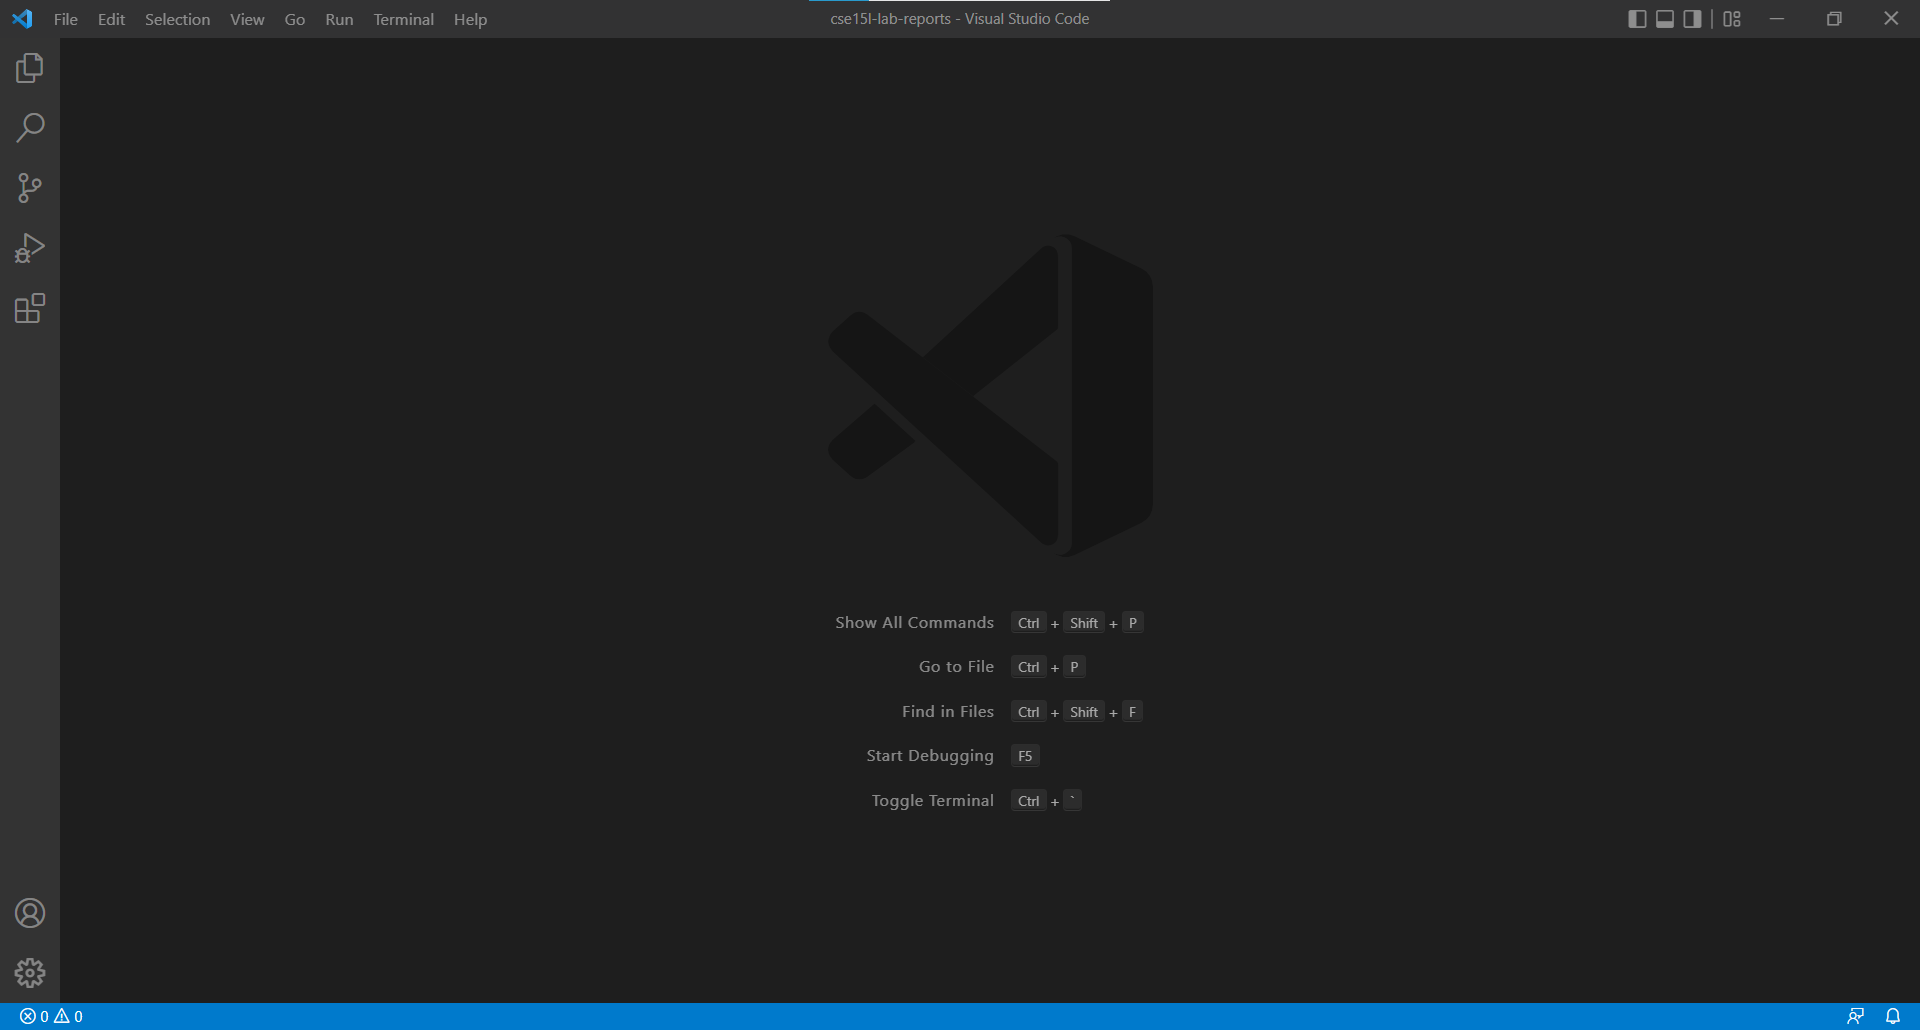 File Edit Selection View Go Run Terminal Help cse15l-lab-reports - Visual Studio Code
Show All Commands Ctrl + Shift + P
Go to File Ctrl + P
Find in Files Ctrl + Shift + F
Start Debugging F5
Toggle Terminal Ctrl + `
0 0